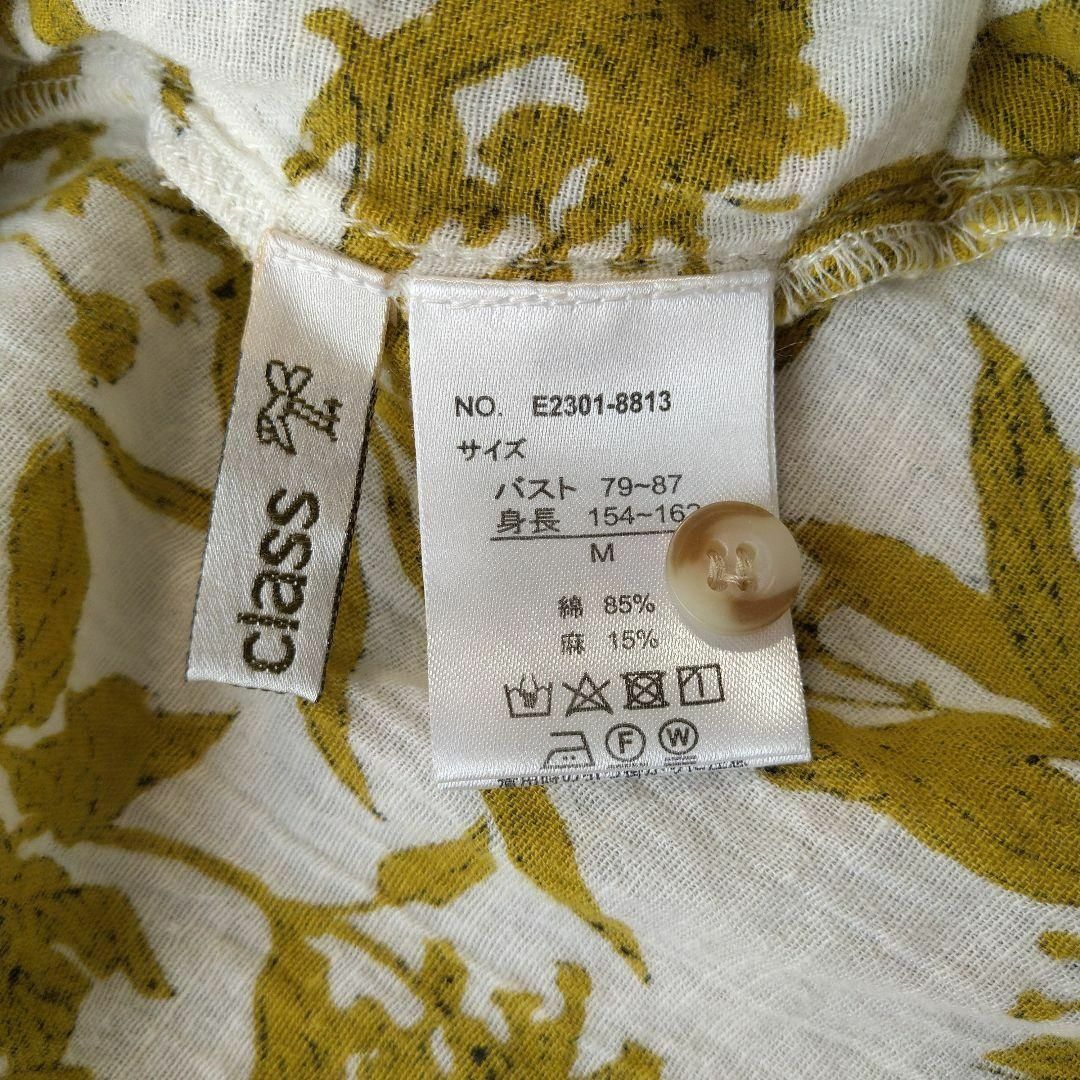 class
NO. E2301-8813
サイズ
バスト 79~87
身長 154~162
M
綿 85%
麻 15%
F
W